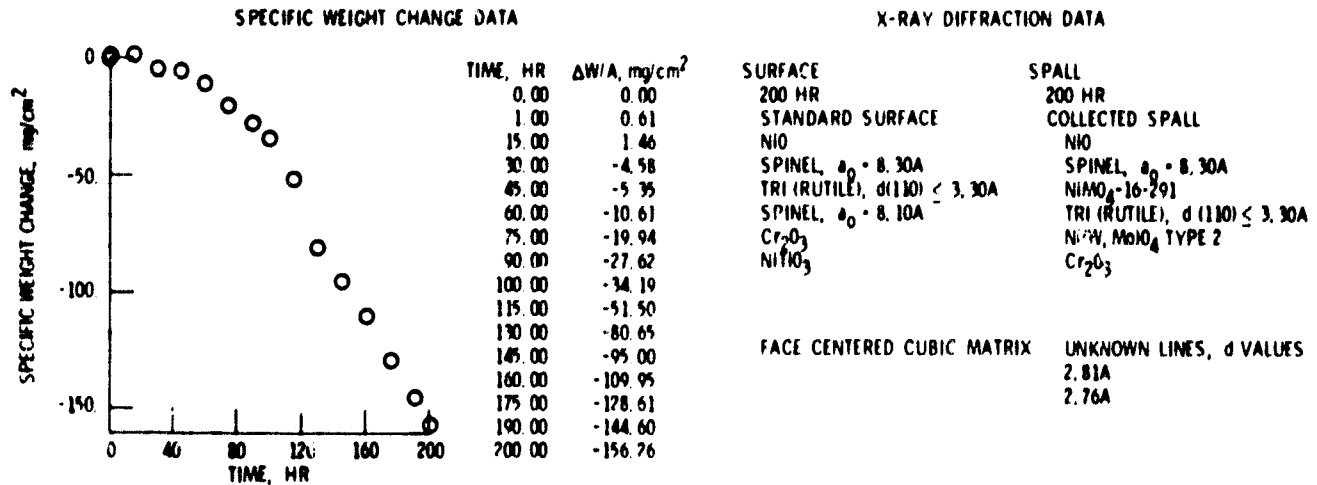 SPECIFIC WEIGHT CHANGE DATA
SPECIFIC WEIGHT CHANGE, mg/cm2
0
-50.
-100.
-150.
0 40 80 120 160 200
TIME, HR
TIME, HR ΔW/A, mg/cm2
0.00 0.00
1.00 0.61
15.00 1.46
30.00 -4.58
45.00 -5.35
60.00 -10.61
75.00 -19.94
90.00 -27.62
100.00 -34.19
115.00 -51.50
130.00 -80.65
145.00 -95.00
160.00 -109.95
175.00 -128.61
190.00 -144.60
200.00 -156.76
X-RAY DIFFRACTION DATA
SURFACE
200 HR
STANDARD SURFACE
NiO
SPINEL, a0 = 8.30A
TRI (RUTILE), d(110) ≤ 3.30A
SPINEL, a0 = 8.10A
Cr2O3
NiTiO3
FACE CENTERED CUBIC MATRIX
SPALL
200 HR
COLLECTED SPALL
NiO
SPINEL, a0 = 8.30A
NiMO4-16-291
TRI (RUTILE), d (110) ≤ 3.30A
Ni(W, Mo)O4 TYPE 2
Cr2O3
UNKNOWN LINES, d VALUES
2.81A
2.76A